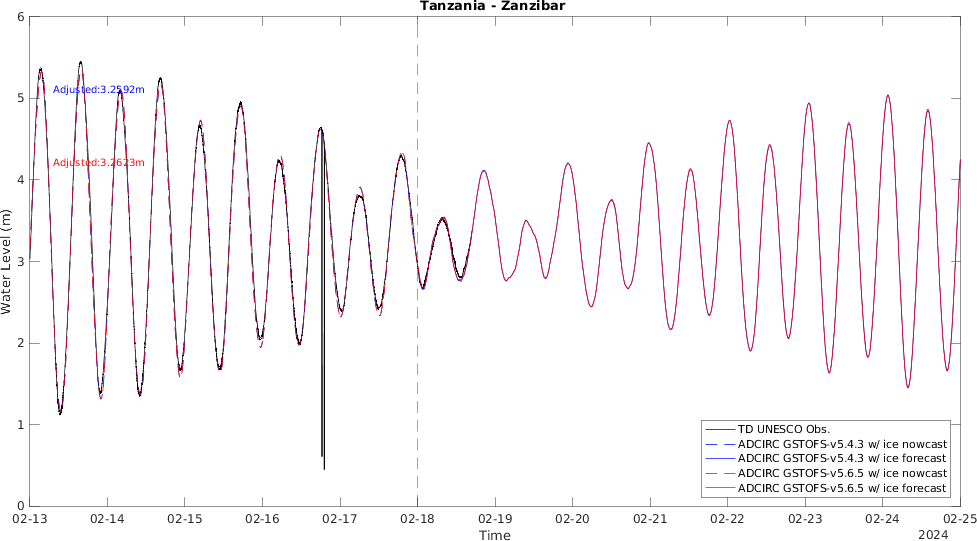 Tanzania - Zanzibar
6
5
4
3
2
1
0
Water Level (m)
Adjusted:3.2592m
Adjusted:3.2623m
TD UNESCO Obs.
ADCIRC GSTOFS-v5.4.3 w/ ice nowcast
ADCIRC GSTOFS-v5.4.3 w/ ice forecast
ADCIRC GSTOFS-v5.6.5 w/ ice nowcast
ADCIRC GSTOFS-v5.6.5 w/ ice forecast
02-13 02-14 02-15 02-16 02-17 02-18 02-19 02-20 02-21 02-22 02-23 02-24 02-25
Time
2024